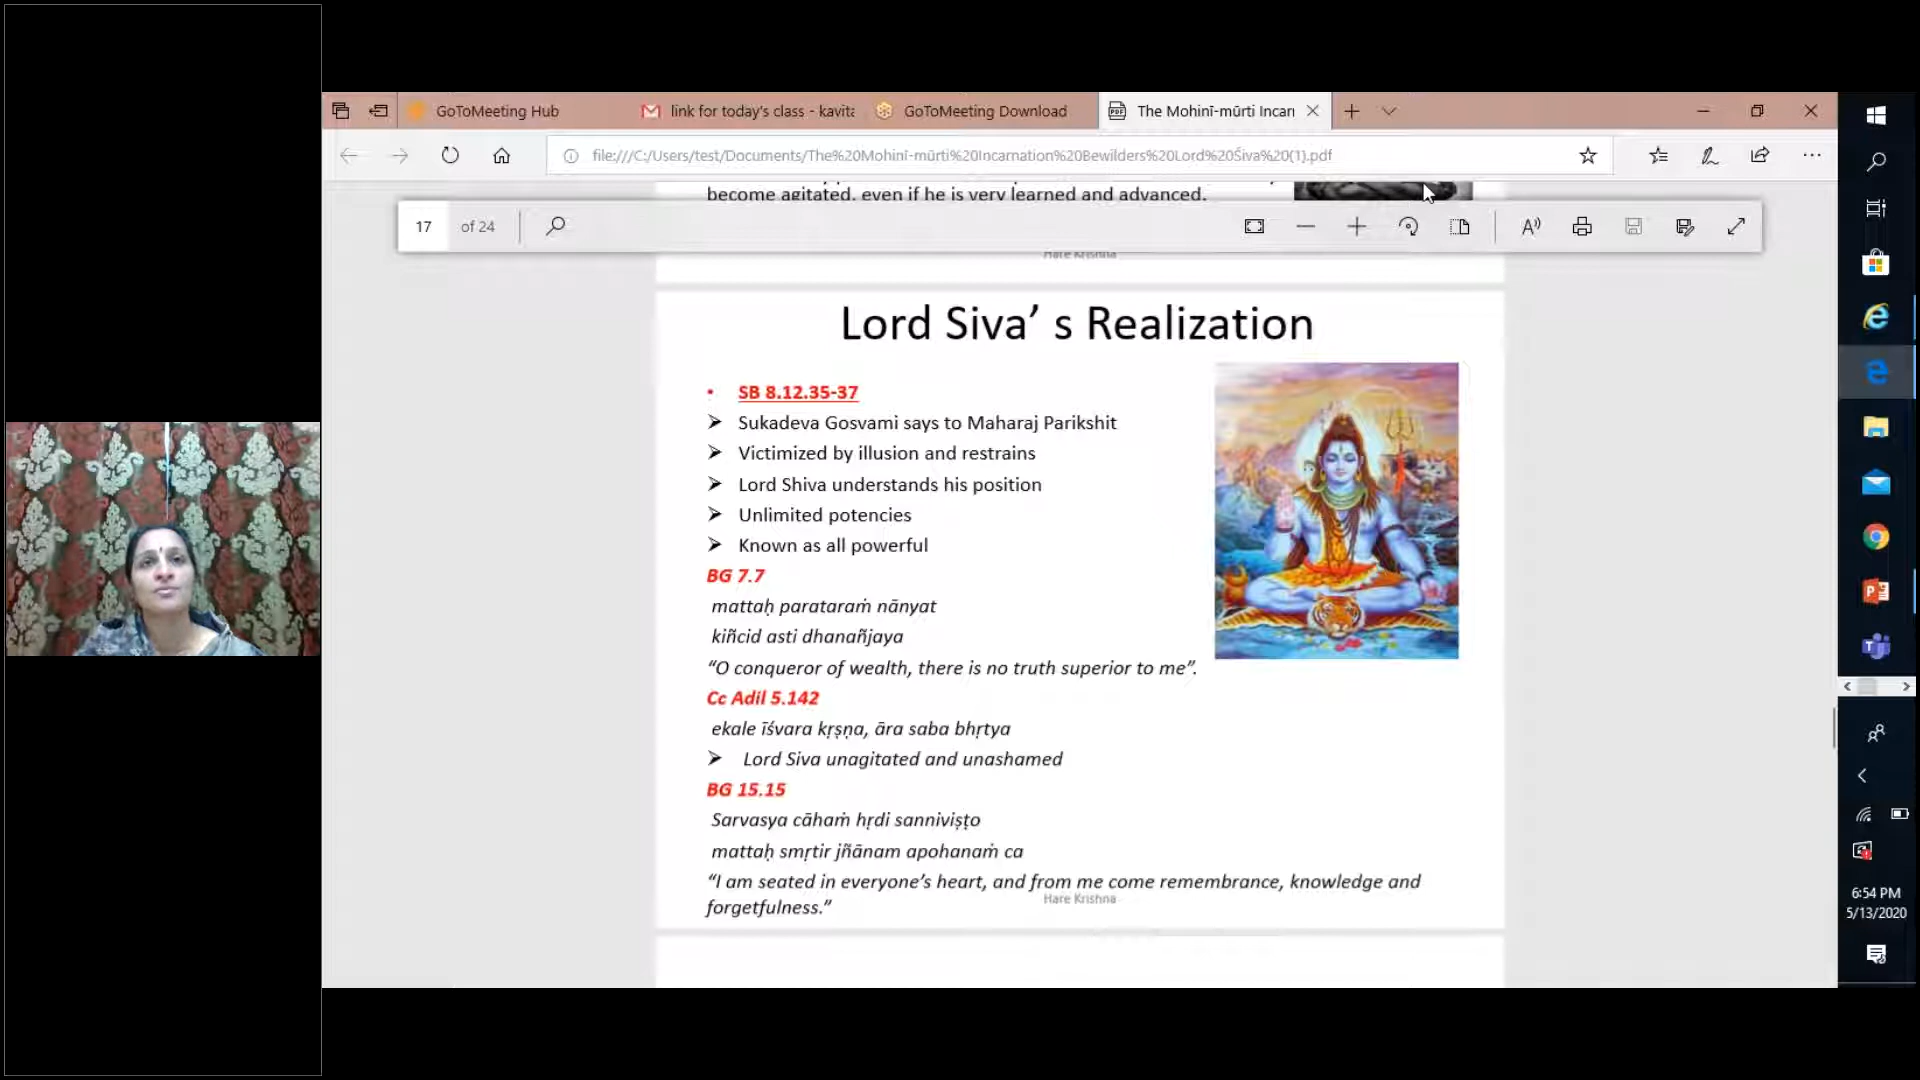 GoToMeeting Hub
link for today's class - kavita
GoToMeeting Download
The Mohinī-mūrti Incarn
file:///C:/Users/test/Documents/The%20Mohinī-mūrti%20Incarnation%20Bewilders%20Lord%20Śiva%20(1).pdf
become agitated, even if he is very learned and advanced.
17 of 24
Hare Krishna
Lord Siva’ s Realization
• SB 8.12.35-37
➢ Sukadeva Gosvami says to Maharaj Parikshit
➢ Victimized by illusion and restrains
➢ Lord Shiva understands his position
➢ Unlimited potencies
➢ Known as all powerful
BG 7.7
mattaḥ parataraṁ nānyat
kiñcid asti dhanañjaya
“O conqueror of wealth, there is no truth superior to me”.
Cc Adil 5.142
ekale īśvara kṛṣṇa, āra saba bhṛtya
➢ Lord Siva unagitated and unashamed
BG 15.15
Sarvasya cāhaṁ hṛdi sanniviṣṭo
mattaḥ smṛtir jñānam apohanaṁ ca
“I am seated in everyone’s heart, and from me come remembrance, knowledge and
forgetfulness.”
Hare Krishna
6:54 PM
5/13/2020